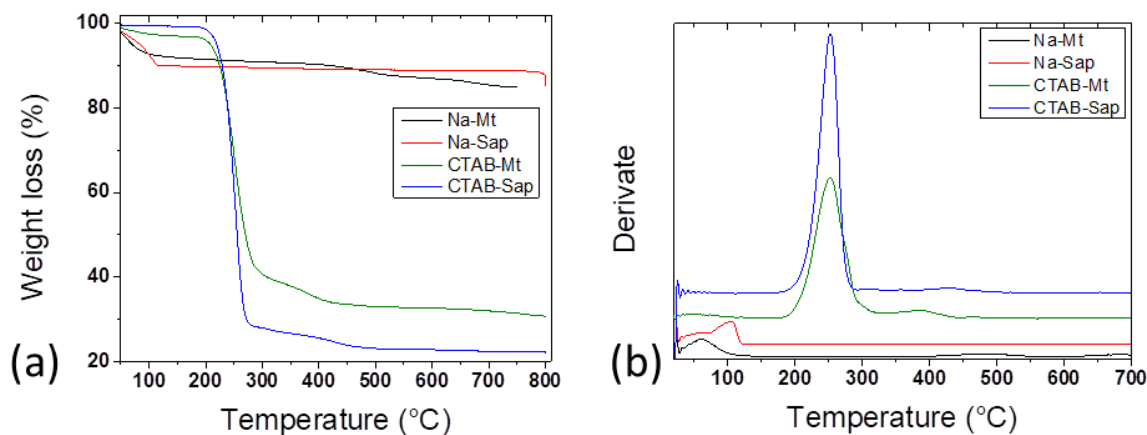 100
80
60
40
20
Weight loss (%)
Na-Mt
Na-Sap
CTAB-Mt
CTAB-Sap
100 200 300 400 500 600 700 800
Temperature (°C)
(a)
Derivate
Na-Mt
Na-Sap
CTAB-Mt
CTAB-Sap
100 200 300 400 500 600 700
Temperature (°C)
(b)